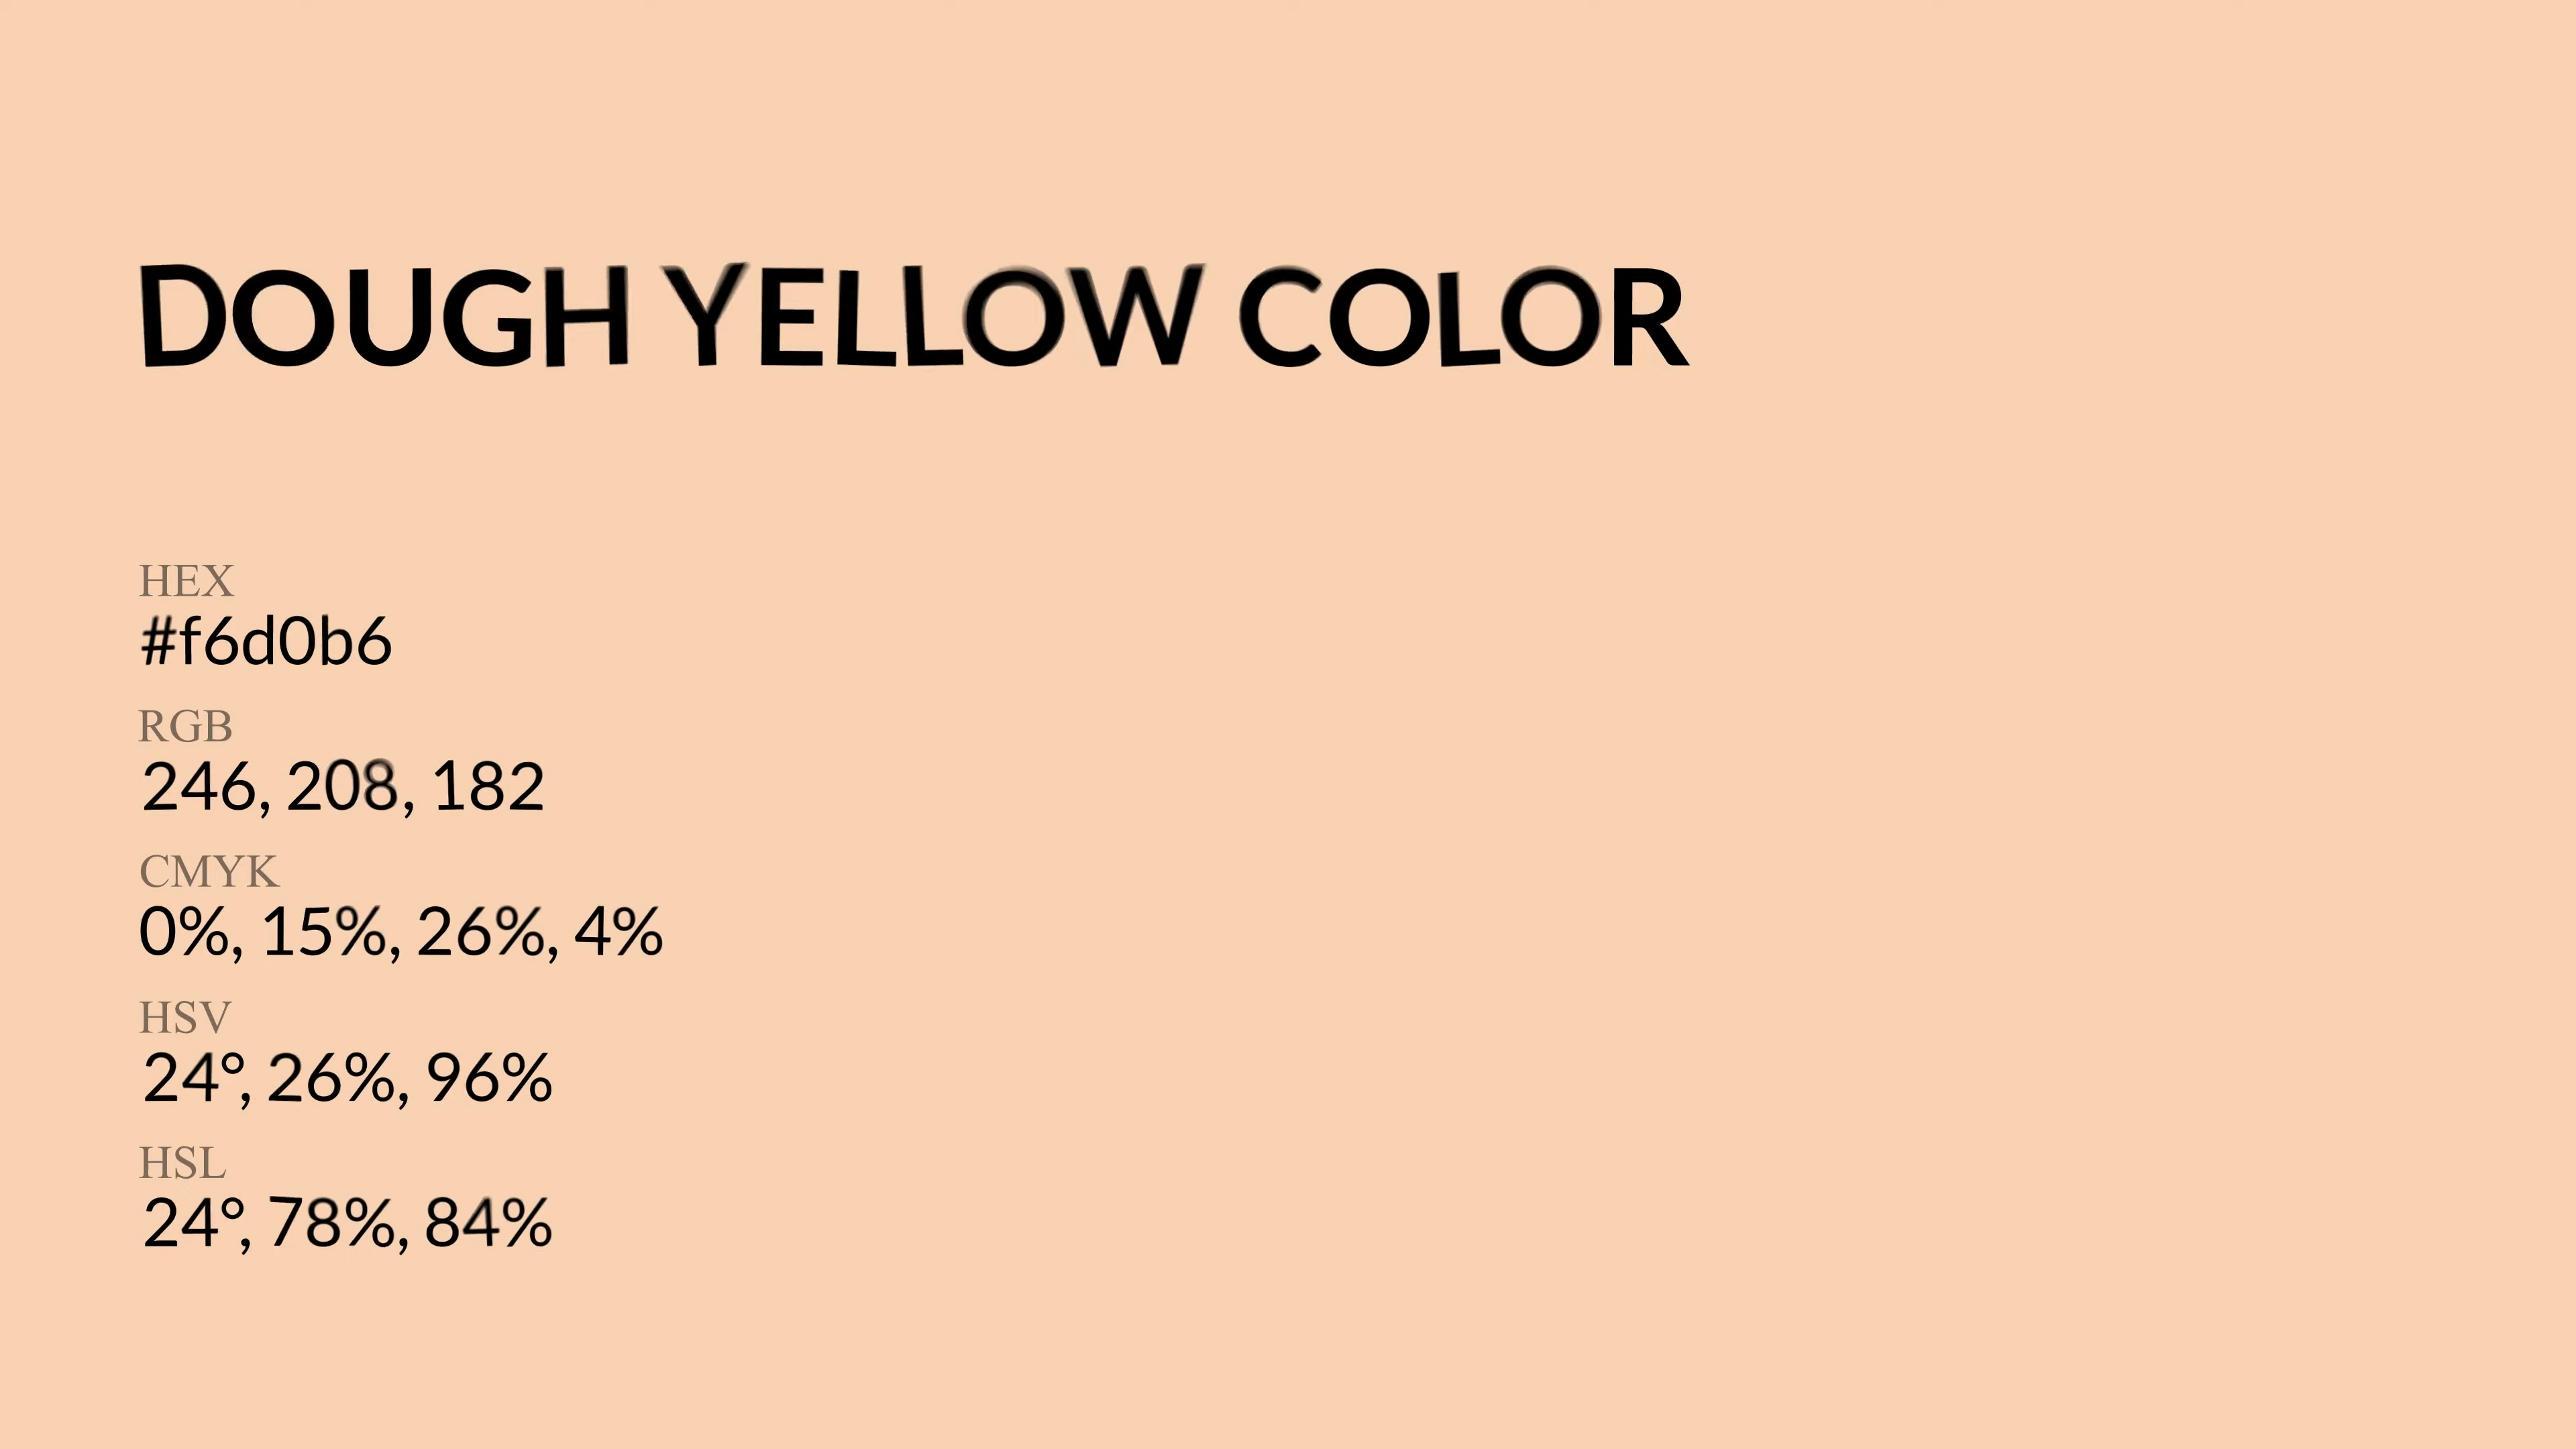 DOUGH YELLOW COLOR
HEX
#f6d0b6
RGB
246, 208, 182
CMYK
0%, 15%, 26%, 4%
HSV
24°, 26%, 96%
HSL
24°, 78%, 84%